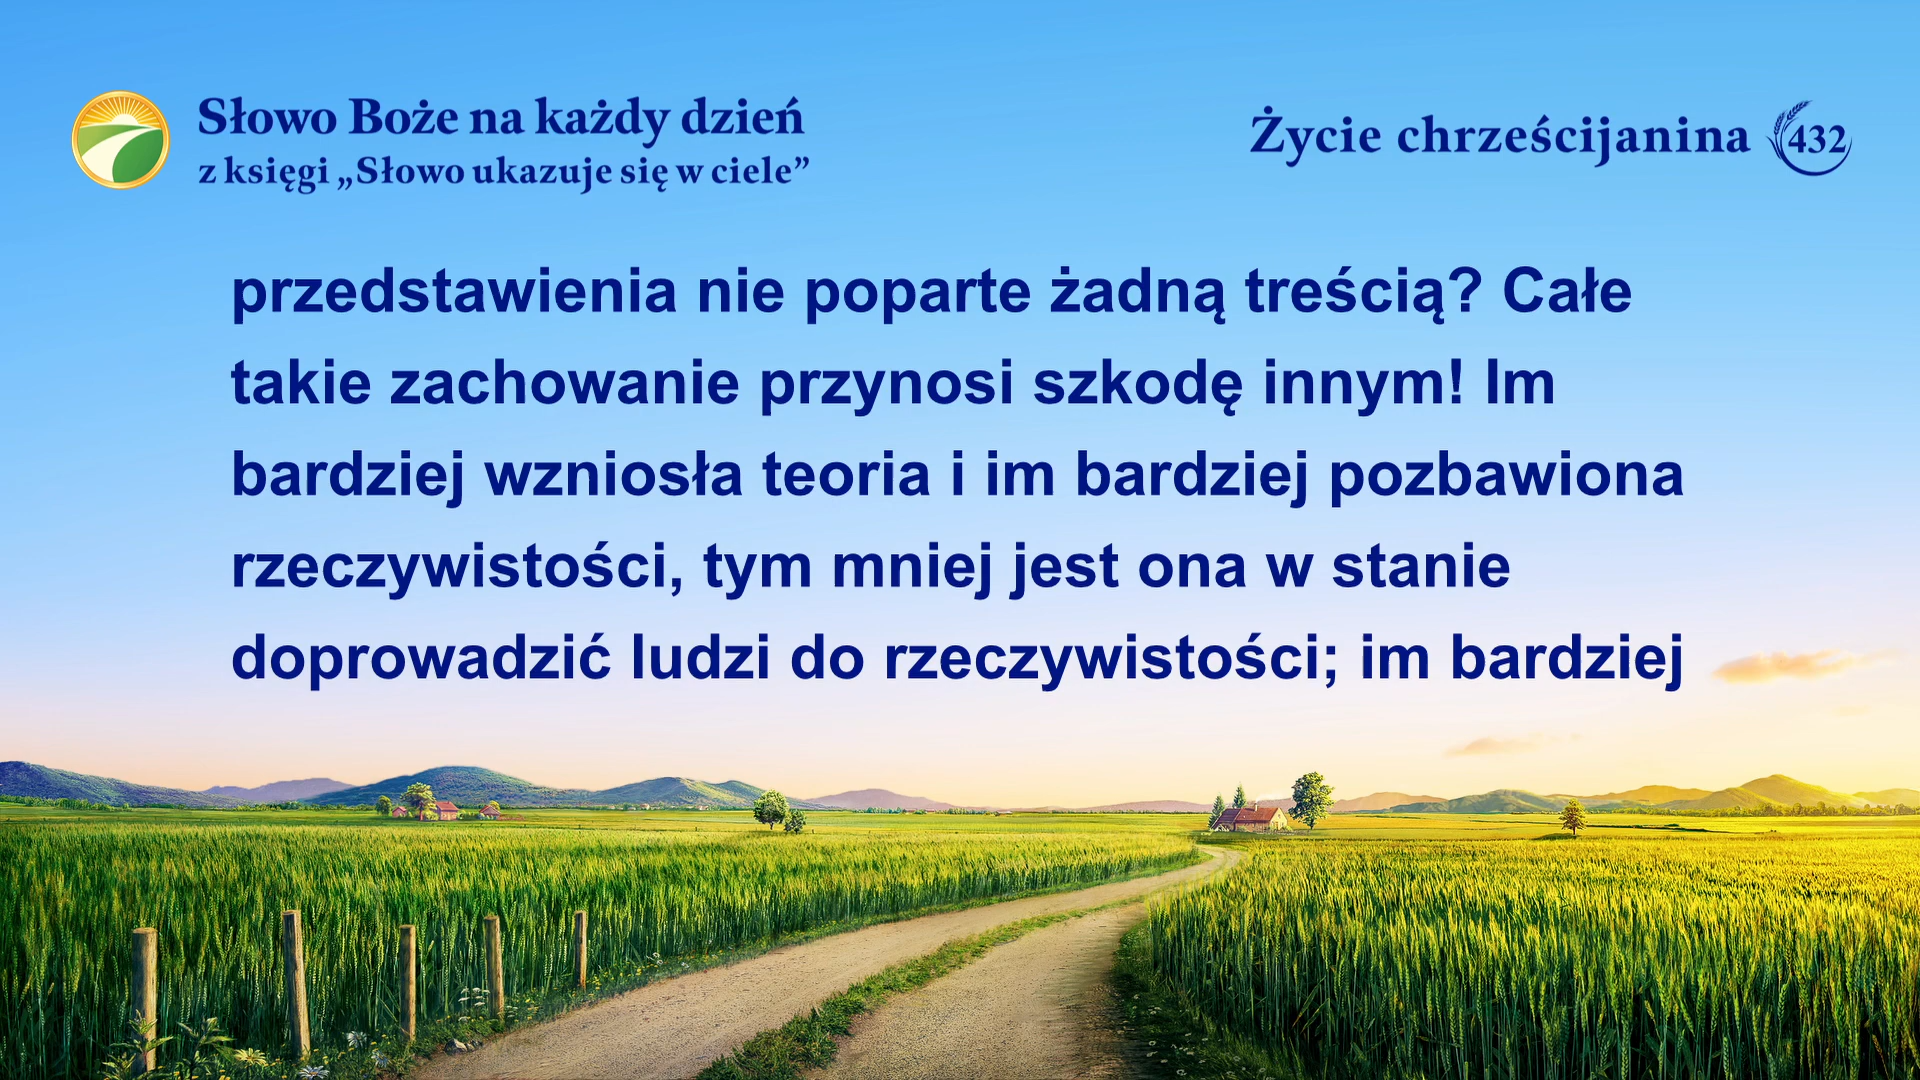 Słowo Boże na każdy dzień
z księgi „Słowo ukazuje się w ciele”
Życie chrześcijanina 432
przedstawienia nie poparte żadną treścią? Całe
takie zachowanie przynosi szkodę innym! Im
bardziej wzniosła teoria i im bardziej pozbawiona
rzeczywistości, tym mniej jest ona w stanie
doprowadzić ludzi do rzeczywistości; im bardziej